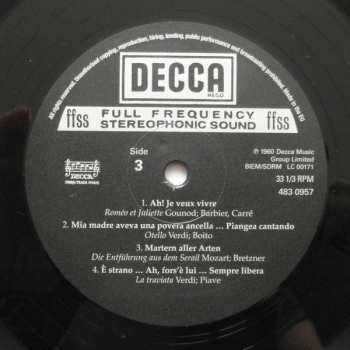 All rights reserved. Unauthorised copying, reproduction, hiring, lending, public performance and broadcasting prohibited. Made in the EU
DECCA
REGD
ffss FULL FREQUENCY ffss
STEREOPHONIC SOUND
Side
3
DECCA
℗ 1960 Decca Music
Group Limited
BIEM/SDRM LC 00171
33 1/3 RPM
483 0957
1. Ah! Je veux vivre
Roméo et Juliette Gounod; Barbier, Carré
2. Mia madre aveva una povera ancella ... Piangea cantando
Otello Verdi; Boito
3. Martern aller Arten
Die Entführung aus dem Serail Mozart; Bretzner
4. È strano ... Ah, fors'è lui ... Sempre libera
La traviata Verdi; Piave